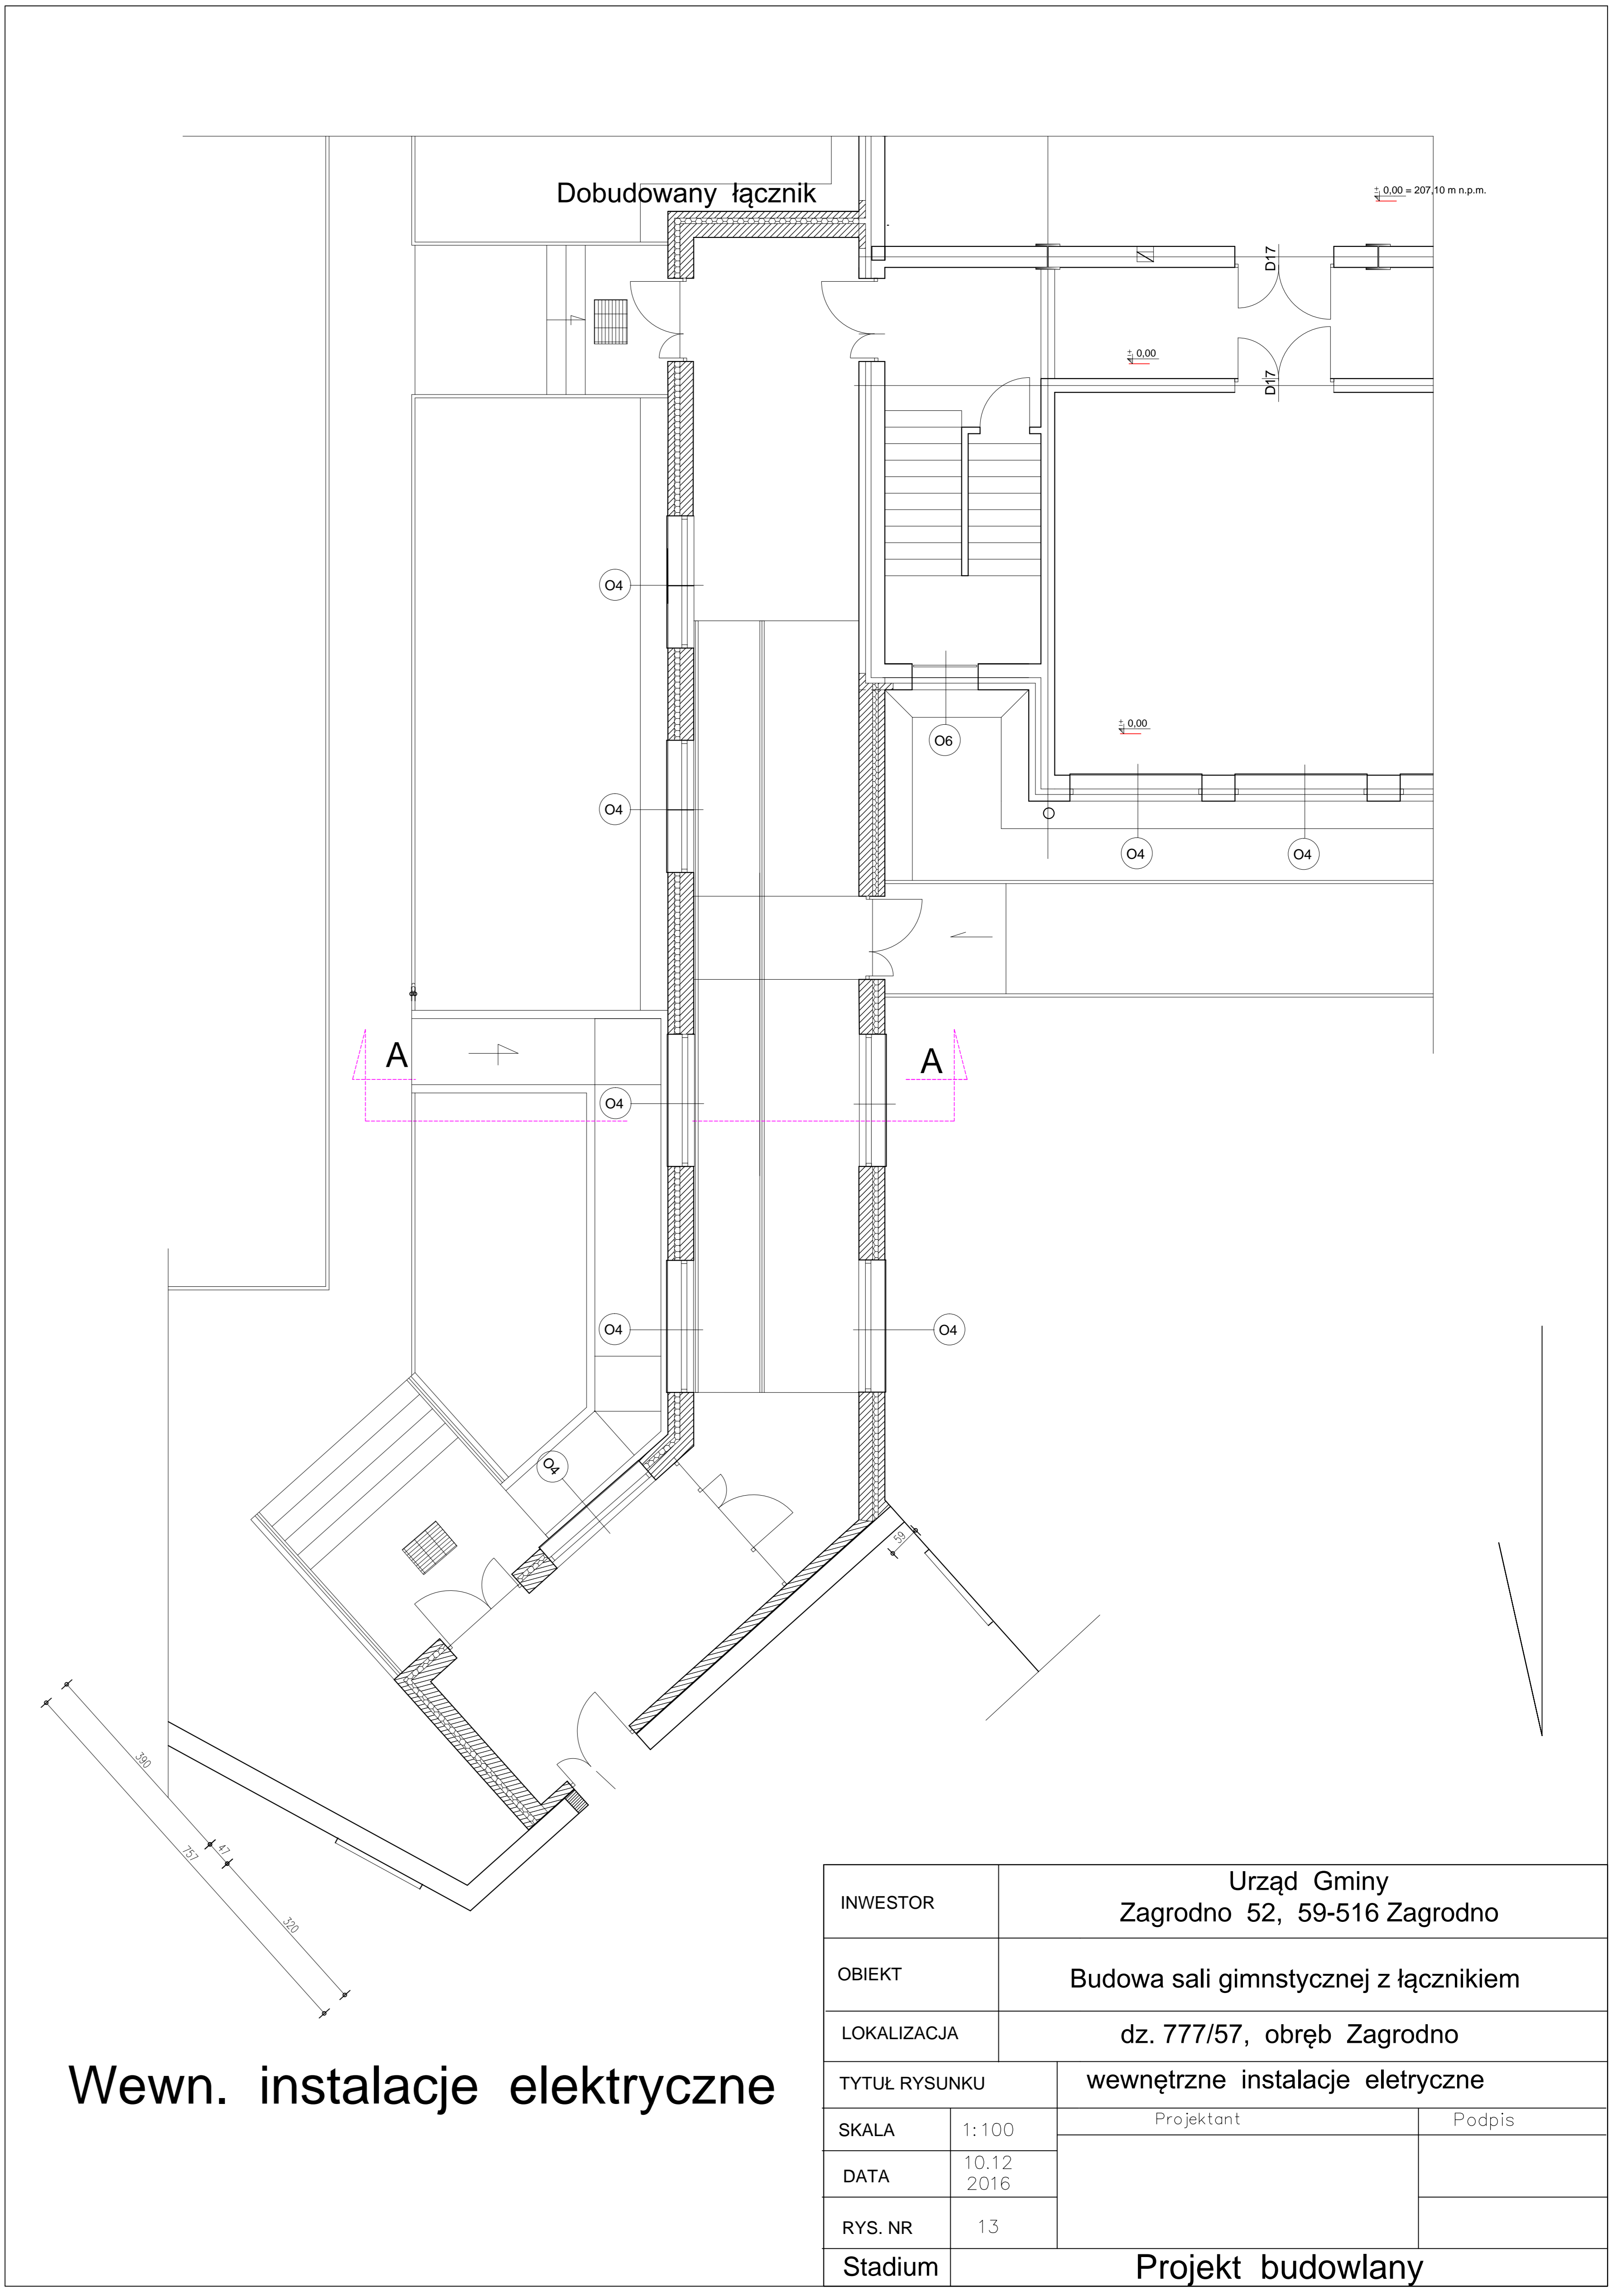 Dobudowany łącznik
± 0,00 = 207,10 m n.p.m.
D17
± 0,00
D17
O4
O6
± 0,00
O4
O4
O4
A
A
O4
O4
O4
O4
59
390
47
757
320
Wewn. instalacje elektryczne
INWESTOR
Urząd Gminy
Zagrodno 52, 59-516 Zagrodno
OBIEKT
Budowa sali gimnstycznej z łącznikiem
LOKALIZACJA
dz. 777/57, obręb Zagrodno
TYTUŁ RYSUNKU
wewnętrzne instalacje eletryczne
SKALA
1:100
Projektant
Podpis
DATA
10.12
2016
RYS. NR
13
Stadium
Projekt budowlany